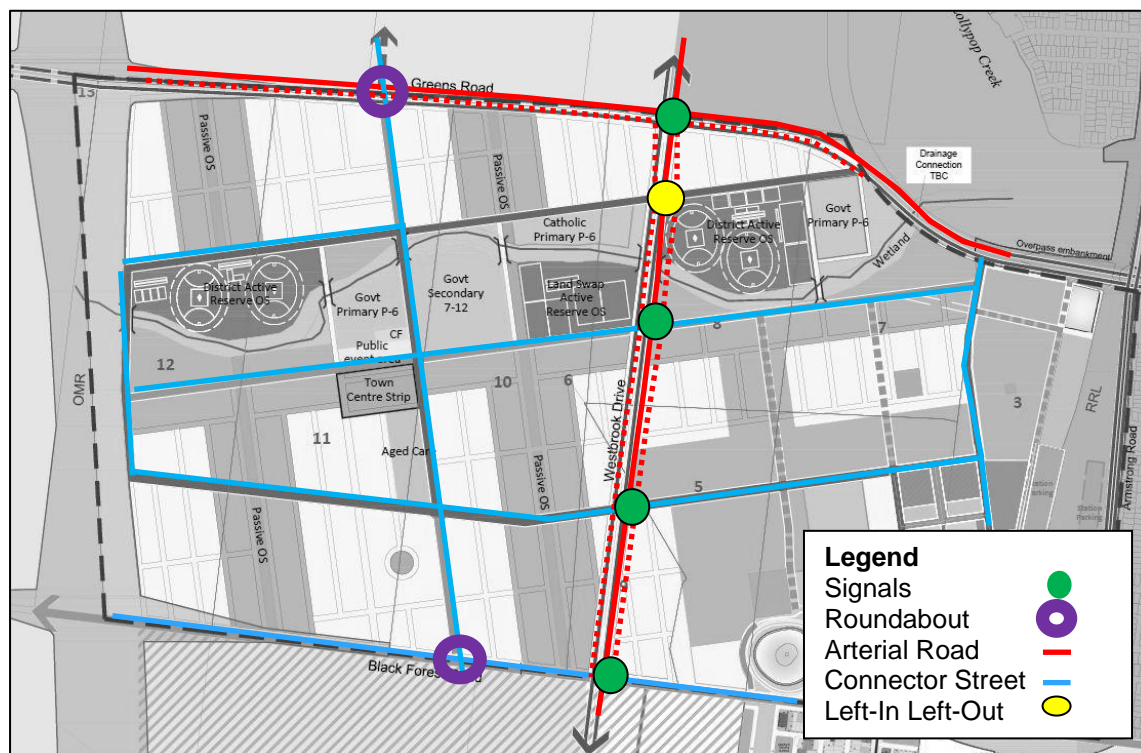 Lollypop Creek
Greens Road
13
Passive OS
Passive OS
Drainage
Connection
TBC
Catholic
Primary P-6
District Active
Reserve OS
Govt
Primary P-6
Wetland
Overpass embankment
District Active
Reserve OS
Govt
Primary P-6
Govt
Secondary
7-12
Land Swap
Active
Reserve OS
CF
Public
12
8
7
OMR
Town
Centre Strip
10
6
Westbrook Drive
3
RRL
Armstrong Road
11
Aged Car
Passive OS
Passive OS
5
Station
Parking
Station
Parking
Black Fores
Legend
Signals
Roundabout
Arterial Road
Connector Street
Left-In Left-Out